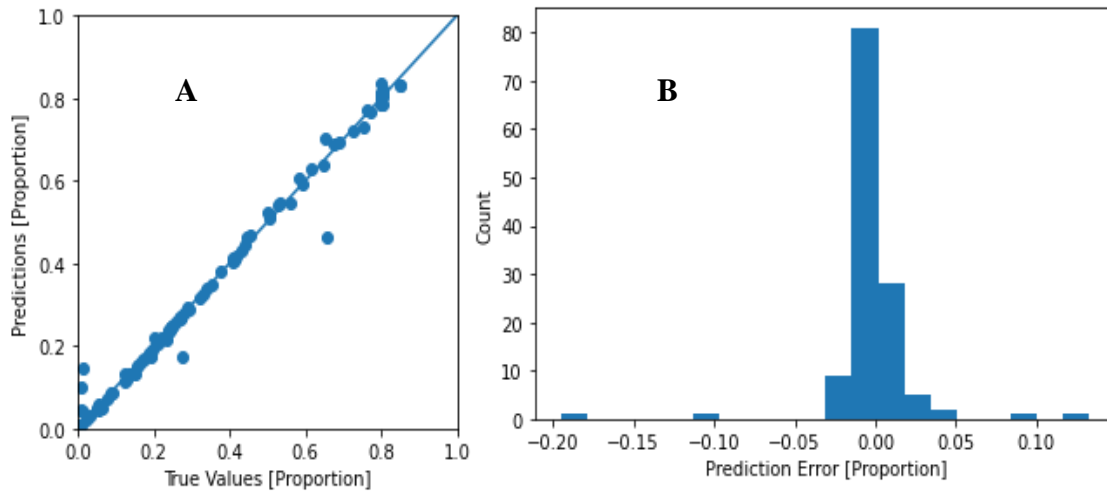 A
Predictions [Proportion]
1.0
0.8
0.6
0.4
0.2
0.0
0.0 0.2 0.4 0.6 0.8 1.0
True Values [Proportion]
B
Count
80
70
60
50
40
30
20
10
0
−0.20 −0.15 −0.10 −0.05 0.00 0.05 0.10
Prediction Error [Proportion]